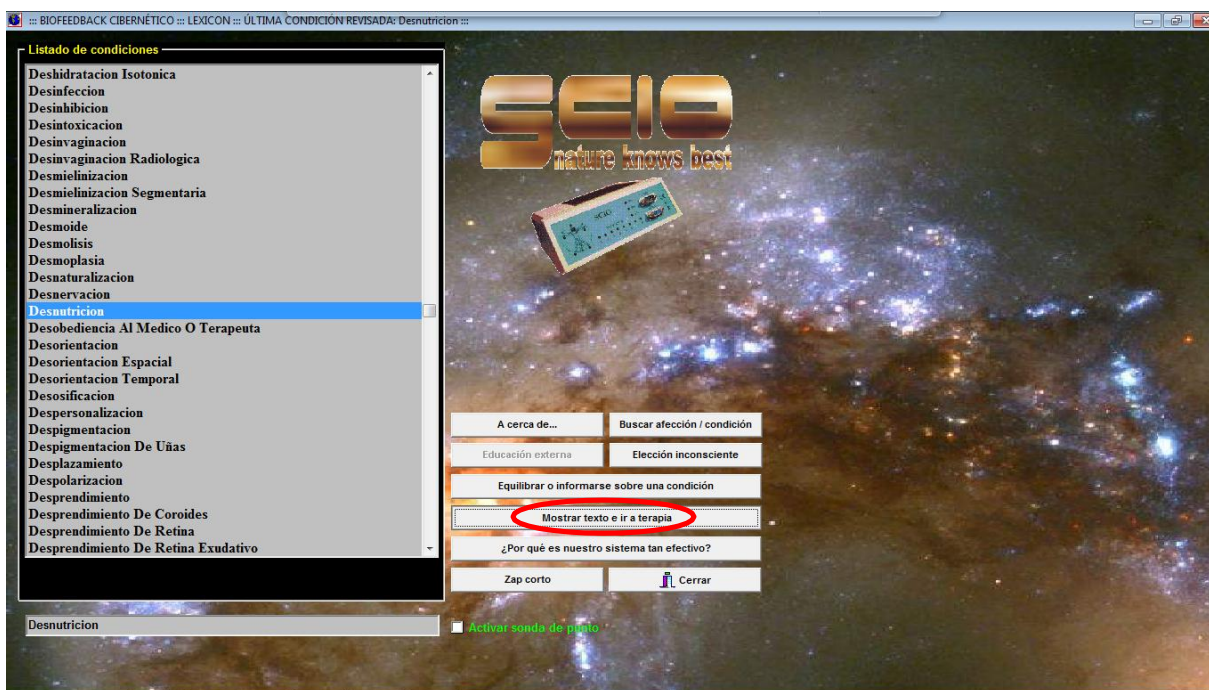 ::: BIOFEEDBACK CIBERNÉTICO ::: LEXICON ::: ÚLTIMA CONDICIÓN REVISADA: Desnutricion :::
Listado de condiciones
Deshidratacion Isotonica
Desinfeccion
Desinhibicion
Desintoxicacion
Desinvaginacion
Desinvaginacion Radiologica
Desmielinizacion
Desmielinizacion Segmentaria
Desmineralizacion
Desmoide
Desmolisis
Desmoplasia
Desnaturalizacion
Desnervacion
Desnutricion
Desobediencia Al Medico O Terapeuta
Desorientacion
Desorientacion Espacial
Desorientacion Temporal
Desosificacion
Despersonalizacion
Despigmentacion
Despigmentacion De Uñas
Desplazamiento
Despolarizacion
Desprendimiento
Desprendimiento De Coroides
Desprendimiento De Retina
Desprendimiento De Retina Exudativo
Desnutricion
SCIO
nature knows best
A cerca de...
Buscar afección / condición
Educación externa
Elección inconsciente
Equilibrar o informarse sobre una condición
Mostrar texto e ir a terapia
¿Por qué es nuestro sistema tan efectivo?
Zap corto
Cerrar
Activar sonda de punto